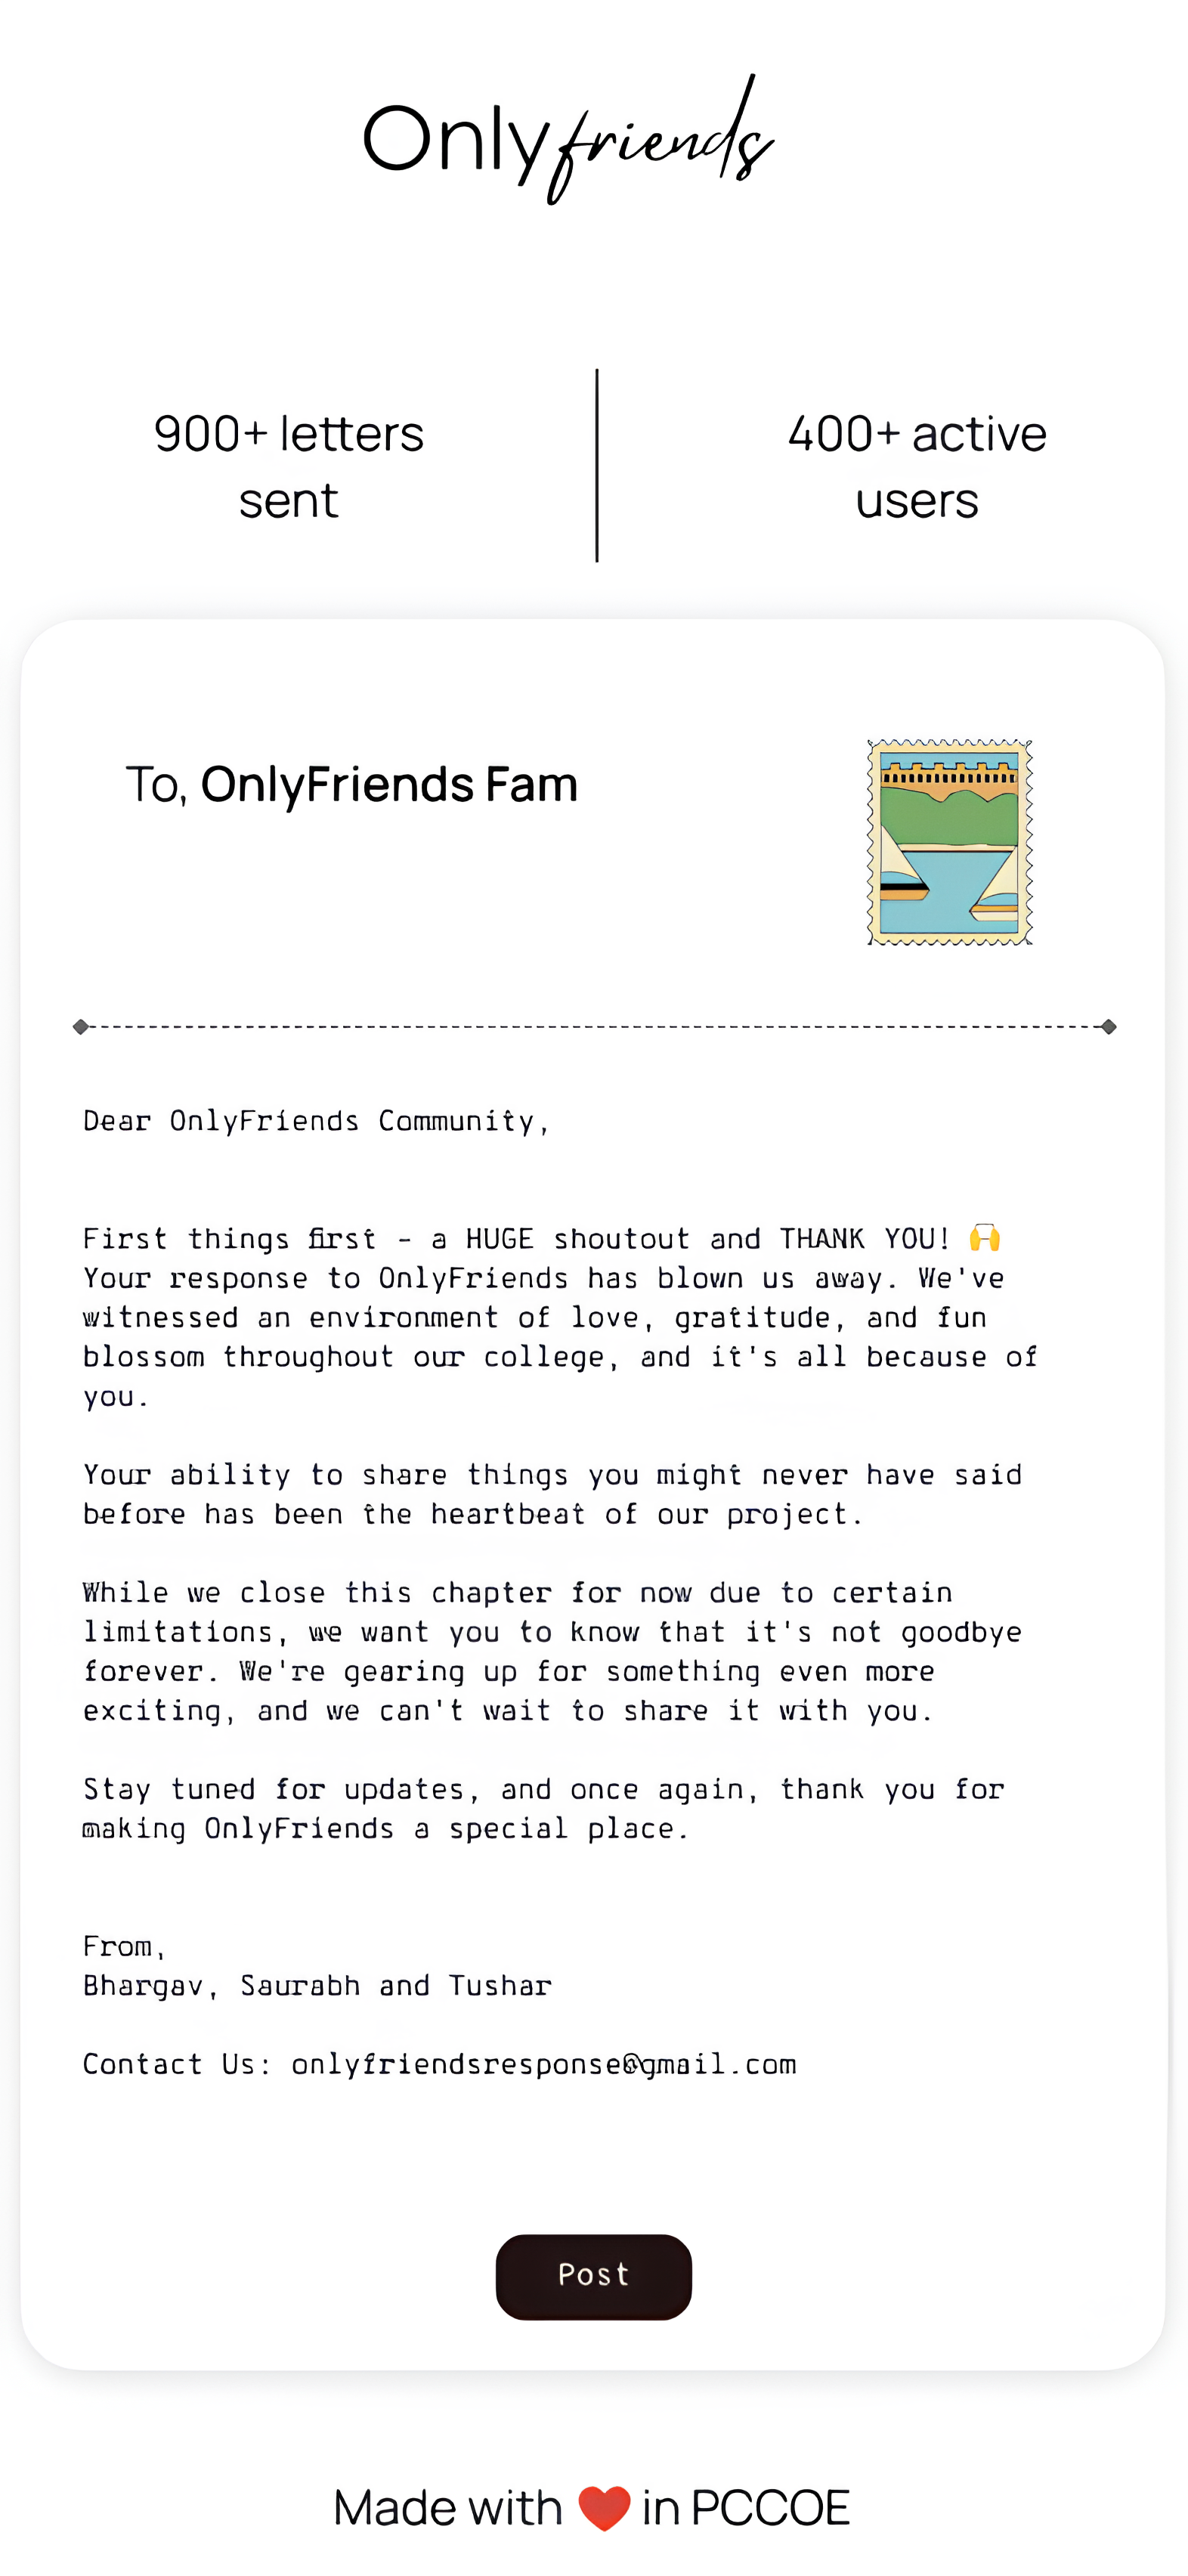 Onlyfriends
900+ letters
sent
400+ active
users
To, OnlyFriends Fam
Dear OnlyFriends Community,
First things first - a HUGE shoutout and THANK YOU! 🙌
Your response to OnlyFriends has blown us away. We've
witnessed an environment of love, gratitude, and fun
blossom throughout our college, and it's all because of
you.
Your ability to share things you might never have said
before has been the heartbeat of our project.
While we close this chapter for now due to certain
limitations, we want you to know that it's not goodbye
forever. We're gearing up for something even more
exciting, and we can't wait to share it with you.
Stay tuned for updates, and once again, thank you for
making OnlyFriends a special place.
From,
Bhargav, Saurabh and Tushar
Contact Us: onlyfriendsresponse@gmail.com
Post
Made with ❤️ in PCCOE